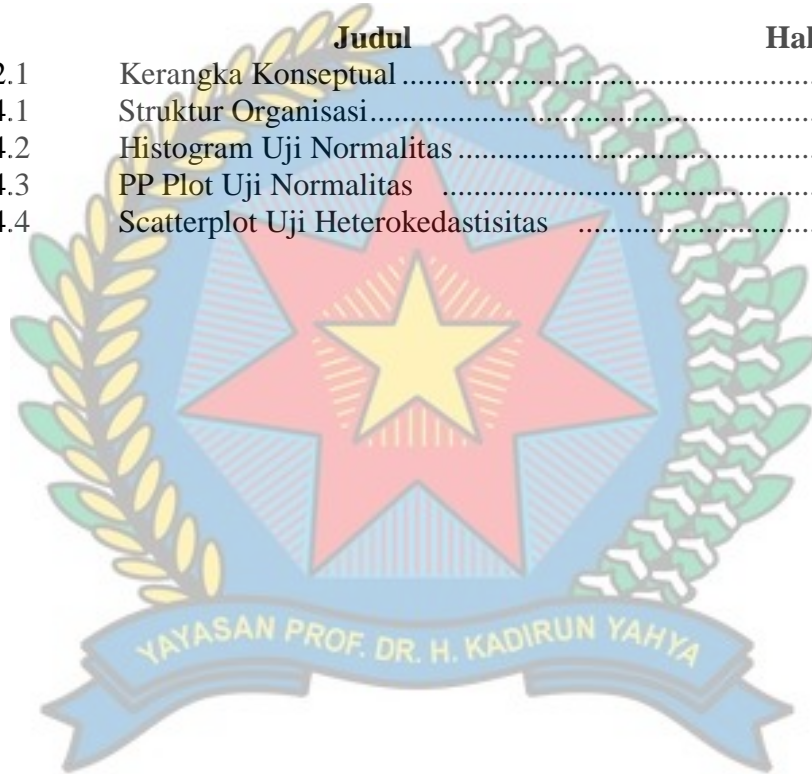 Judul Hal
2.1 Kerangka Konseptual ....................................................
4.1 Struktur Organisasi........................................................
4.2 Histogram Uji Normalitas .............................................
4.3 PP Plot Uji Normalitas ...............................................
4.4 Scatterplot Uji Heterokedastisitas ..............................
YAYASAN PROF. DR. H. KADIRUN YAHYA